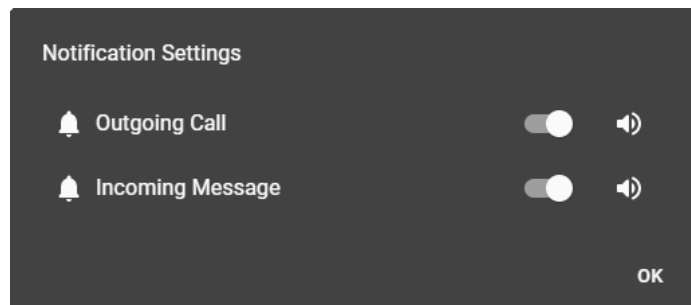 Notification Settings
Outgoing Call
Incoming Message
OK